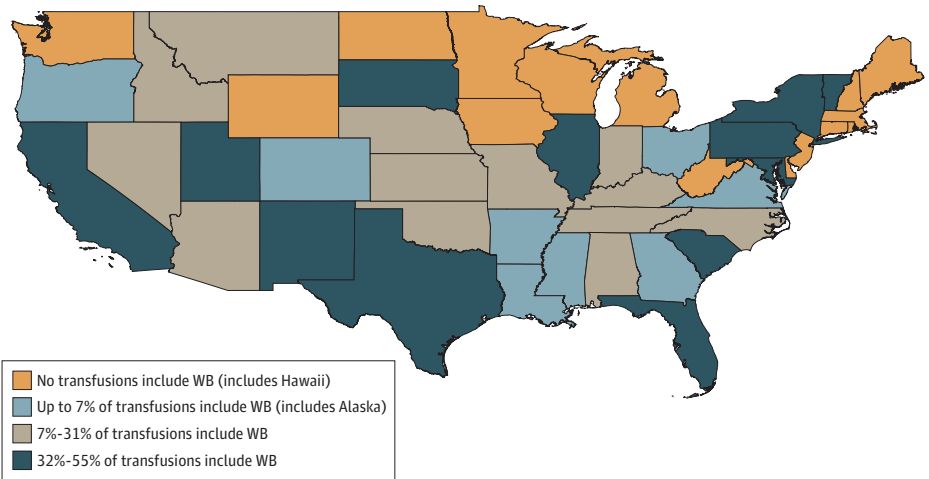 No transfusions include WB (includes Hawaii)
Up to 7% of transfusions include WB (includes Alaska)
7%-31% of transfusions include WB
32%-55% of transfusions include WB